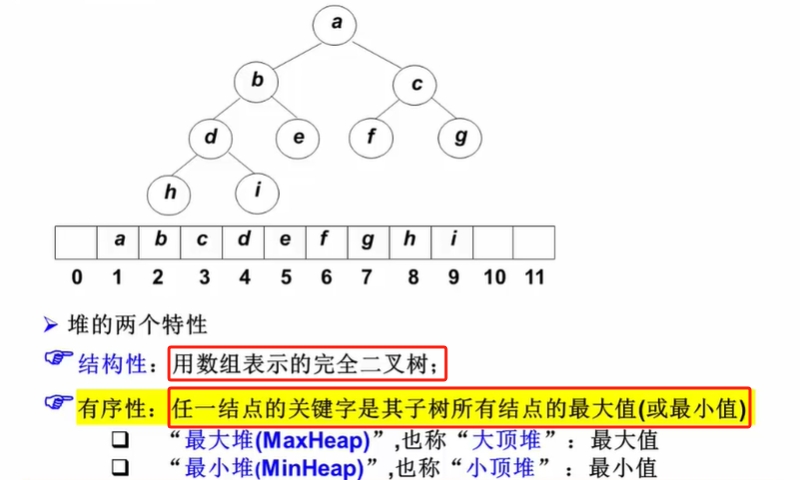 a
b c
d e f g
h i
a b c d e f g h i
0 1 2 3 4 5 6 7 8 9 10 11
堆的两个特性
结构性：用数组表示的完全二叉树；
有序性：任一结点的关键字是其子树所有结点的最大值(或最小值)
“最大堆(MaxHeap)”,也称“大顶堆”：最大值
“最小堆(MinHeap)”,也称“小顶堆”：最小值